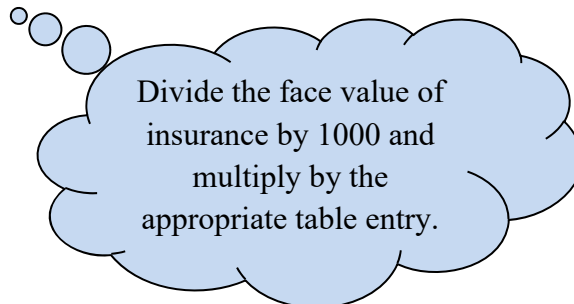 Divide the face value of
insurance by 1000 and
multiply by the
appropriate table entry.